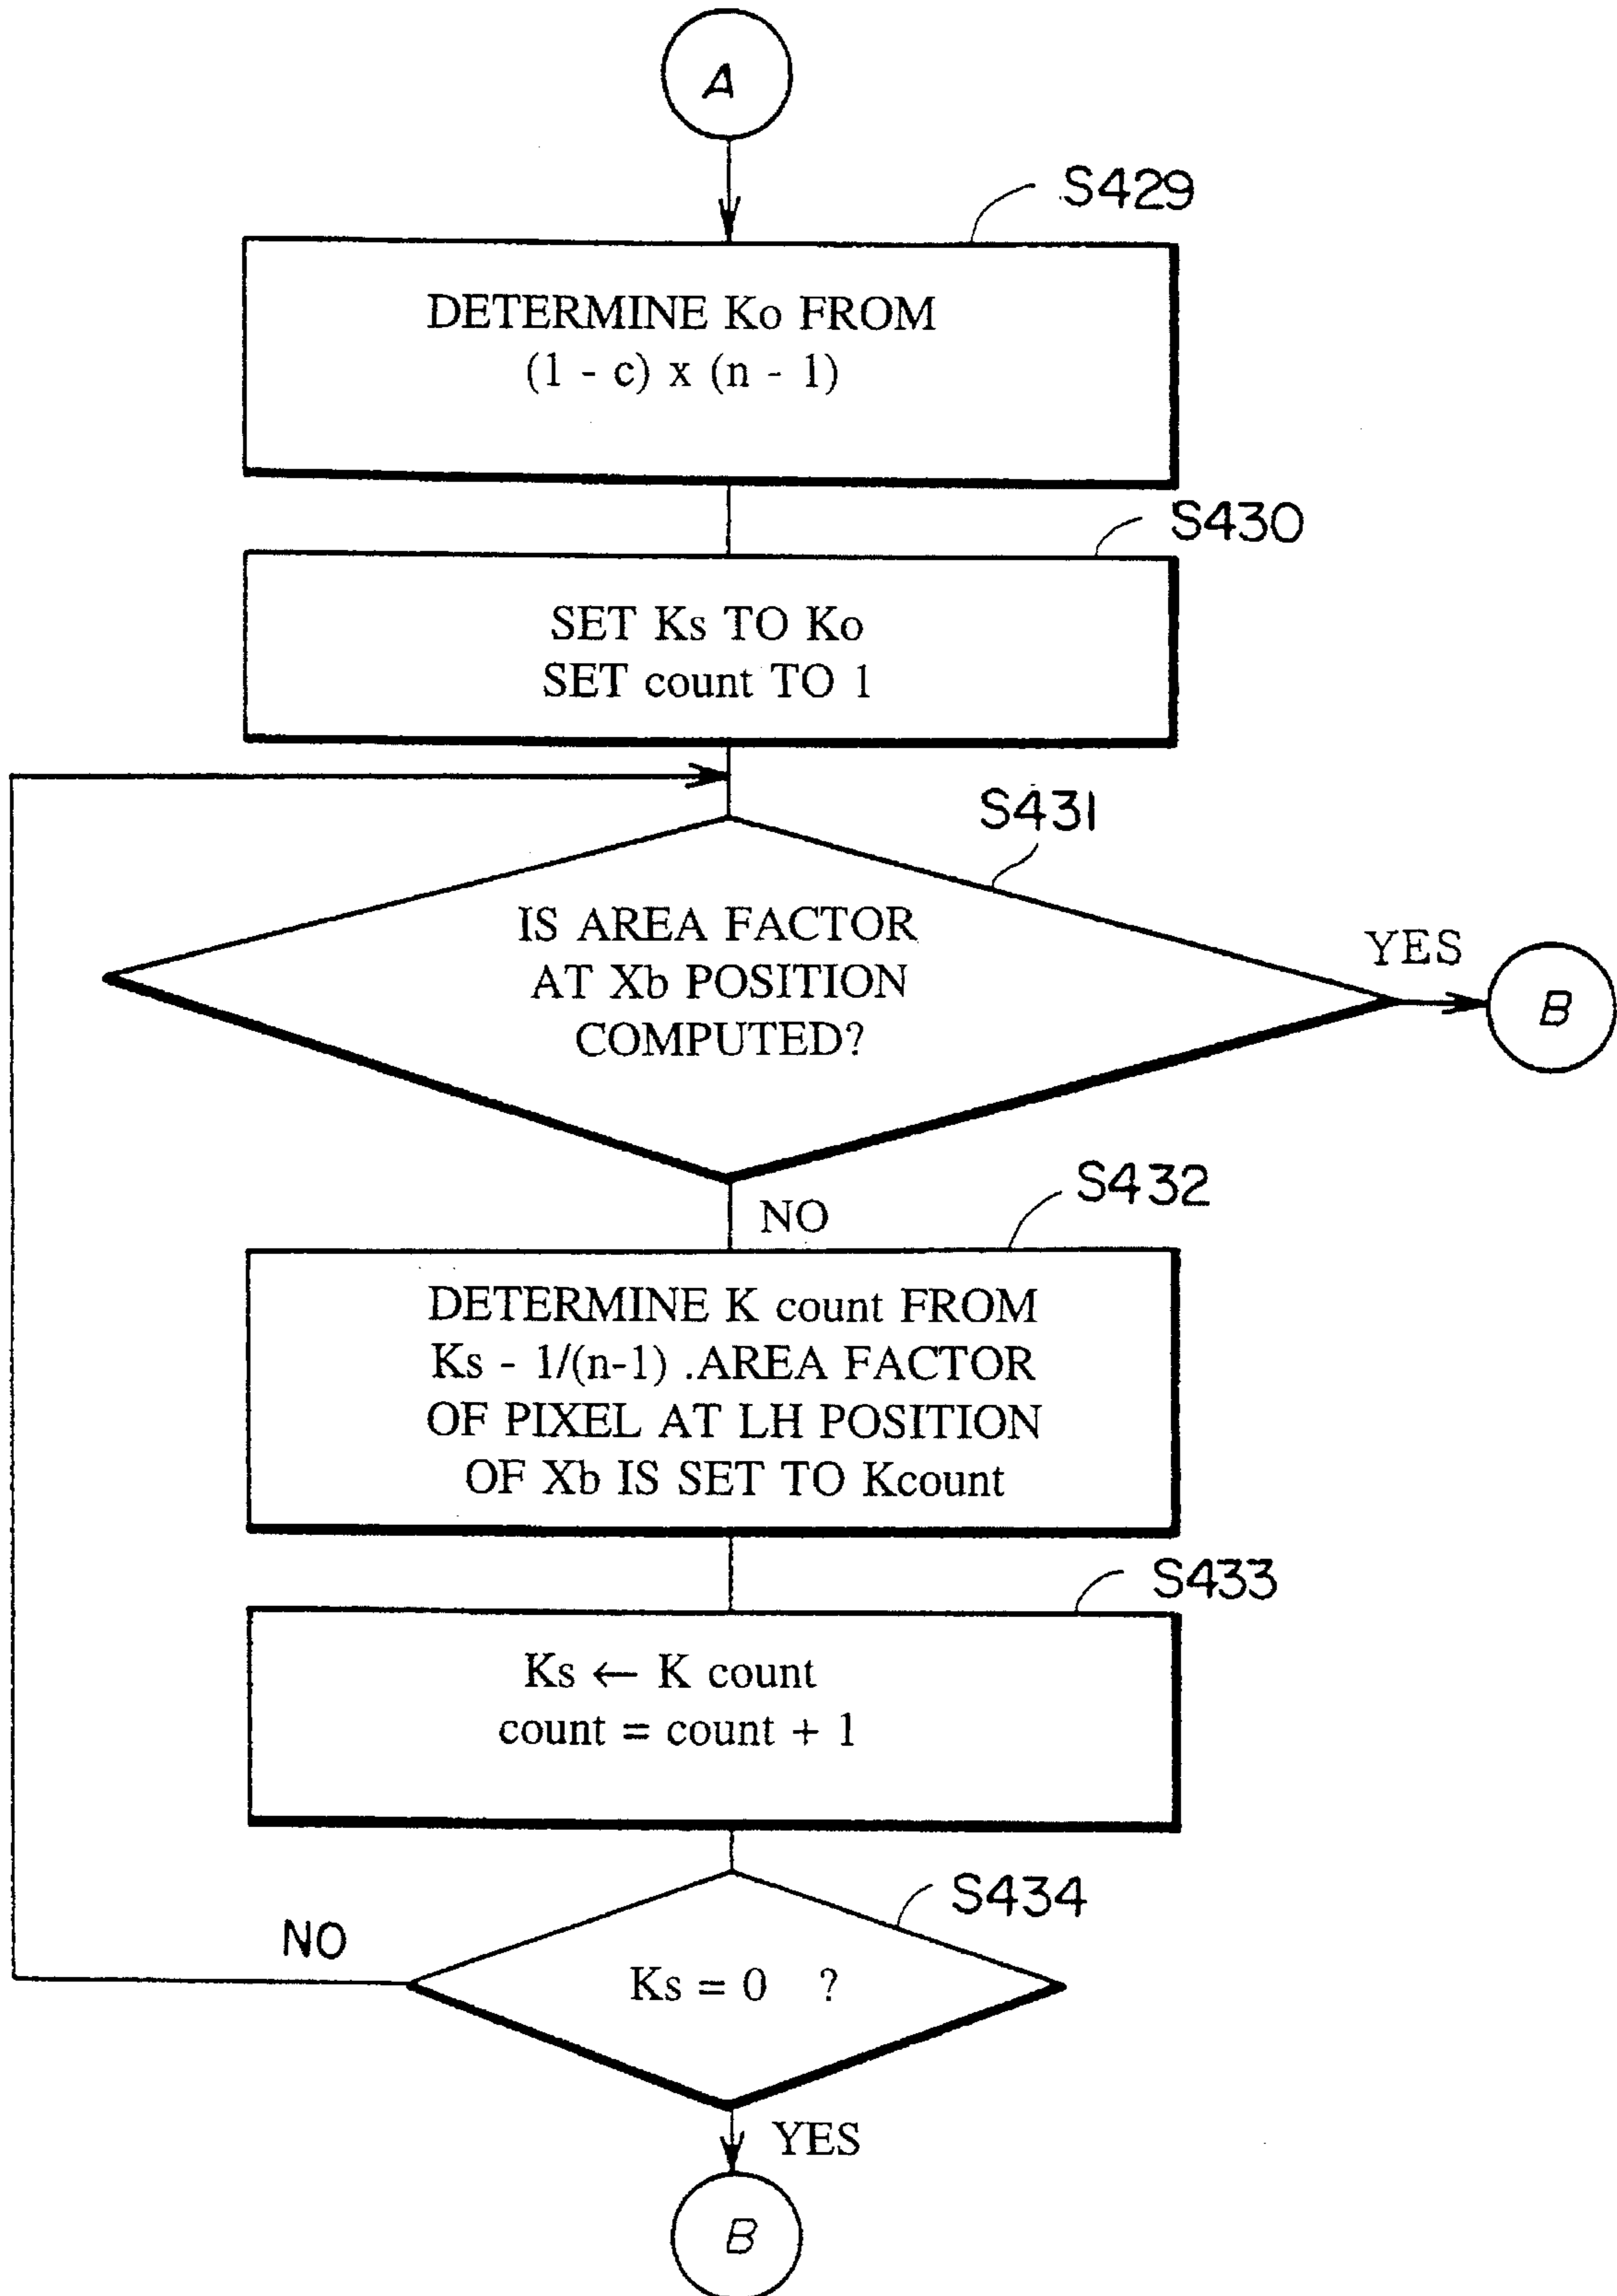 A
S429
DETERMINE Ko FROM
(1 - c) x (n - 1)
S430
SET Ks TO Ko
SET count TO 1
S431
IS AREA FACTOR
AT Xb POSITION
COMPUTED?
YES
B
NO
S432
DETERMINE K count FROM
Ks - 1/(n-1) .AREA FACTOR
OF PIXEL AT LH POSITION
OF Xb IS SET TO Kcount
S433
Ks ← K count
count = count + 1
S434
NO
Ks = 0 ?
YES
B